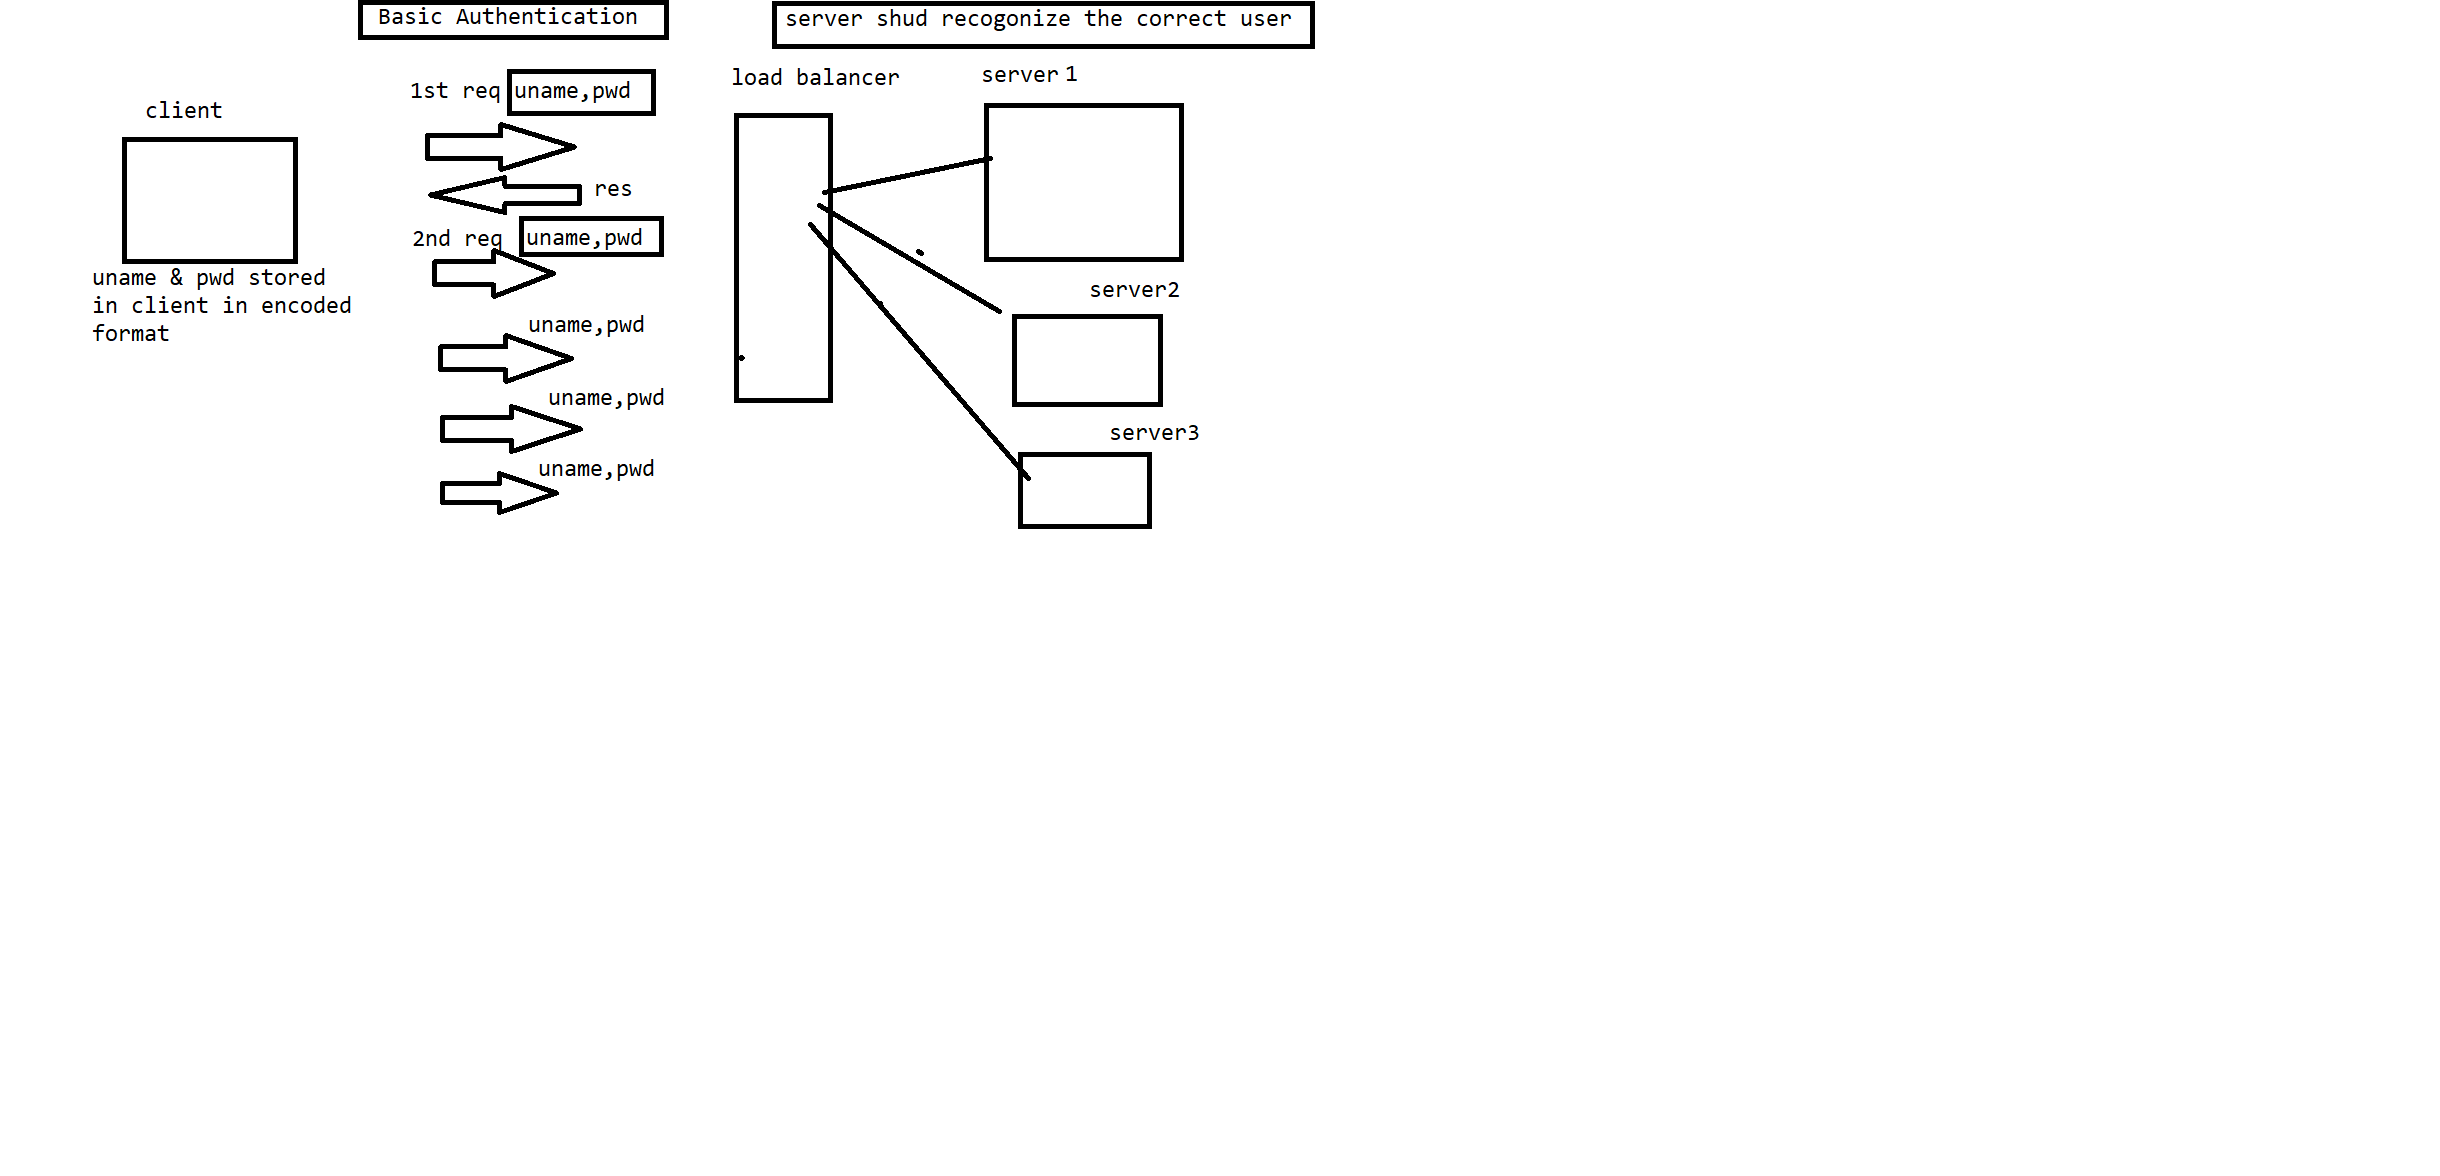 Basic Authentication
server shud recogonize the correct user
load balancer
server 1
1st req uname,pwd
client
res
2nd req uname,pwd
uname & pwd stored
in client in encoded
format
server2
uname,pwd
uname,pwd
server3
uname,pwd